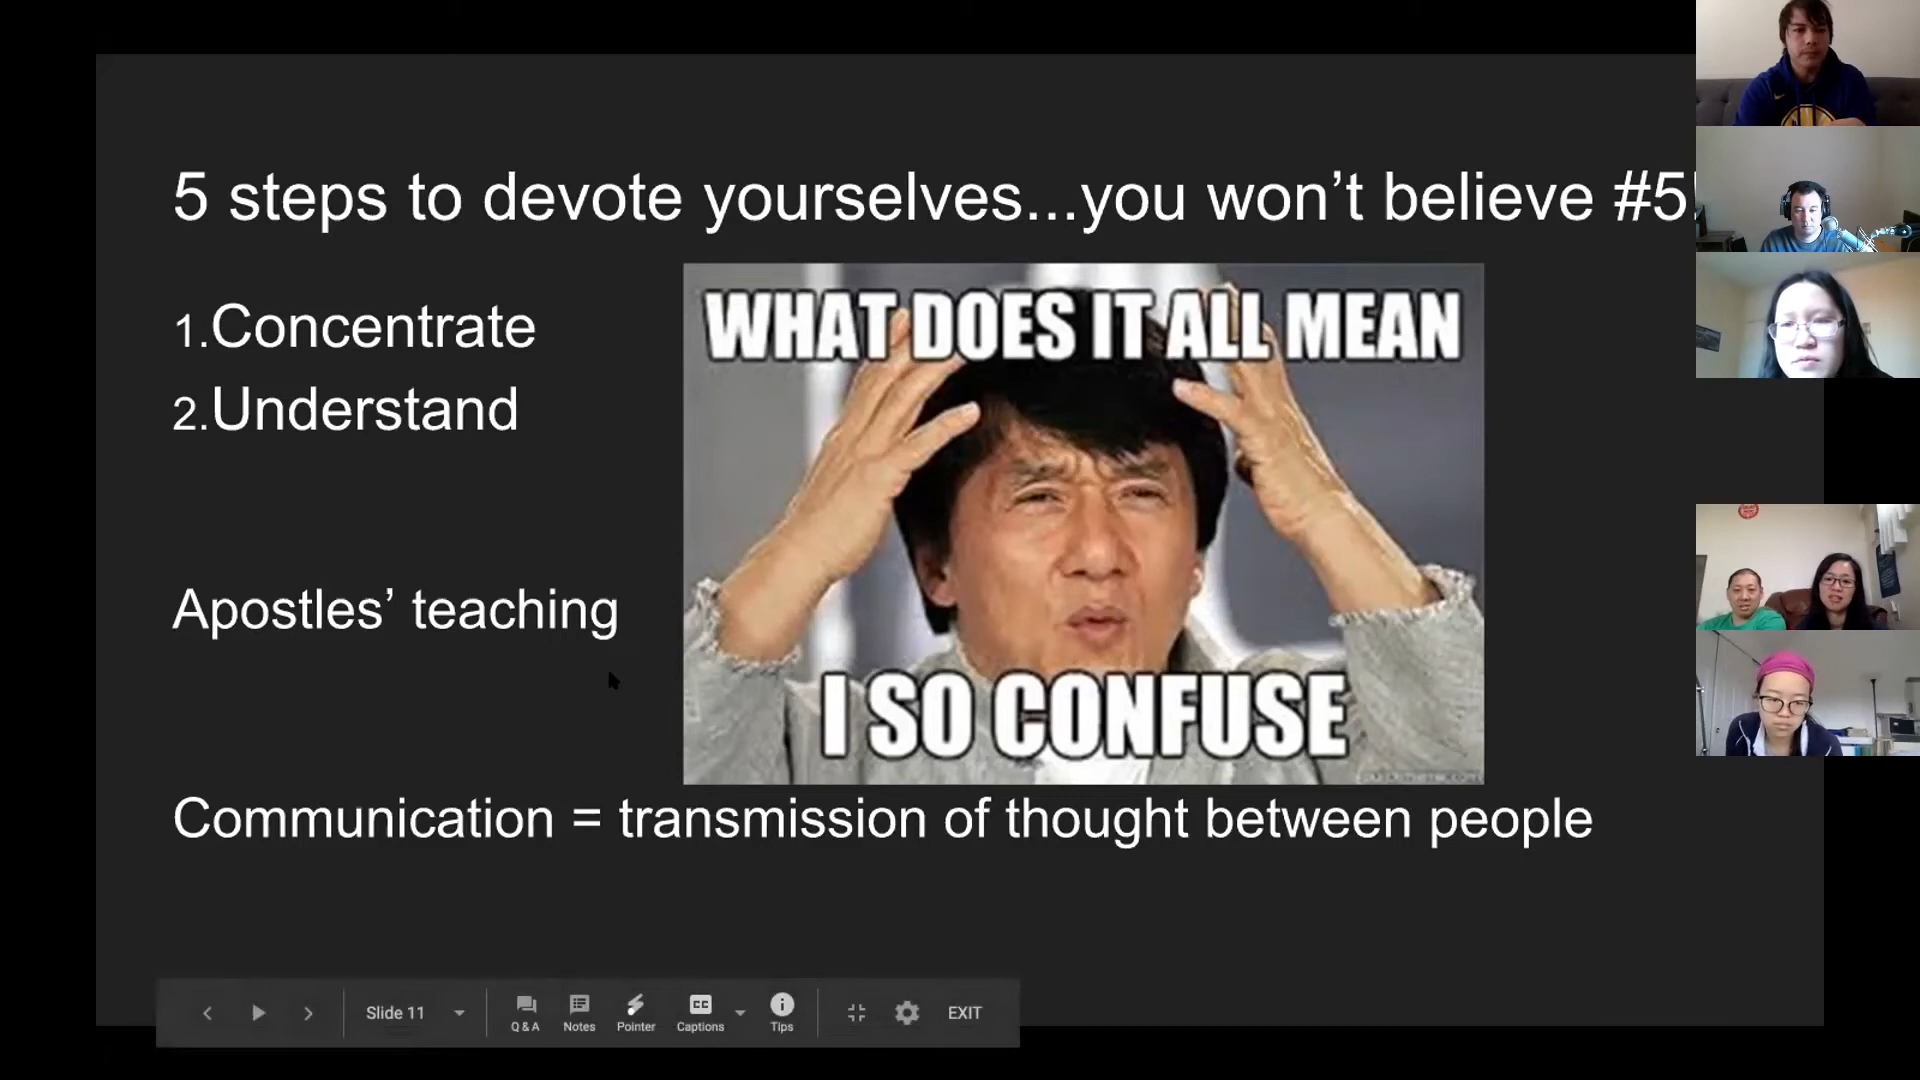 5 steps to devote yourselves...you won’t believe #5!
1.Concentrate
2.Understand
WHAT DOES IT ALL MEAN
I SO CONFUSE
Apostles’ teaching
Communication = transmission of thought between people
Slide 11
Q & A
Notes
Pointer
CC
Captions
Tips
EXIT